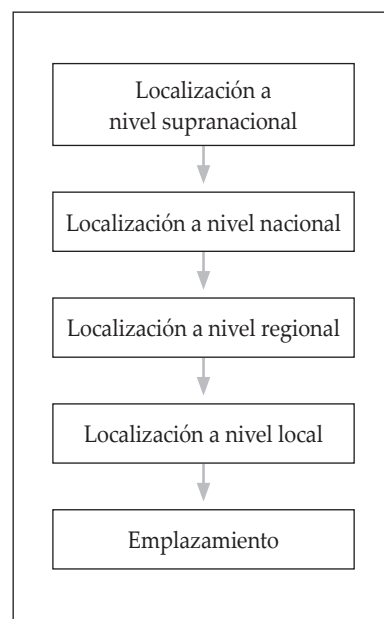 Localización a
nivel supranacional
Localización a nivel nacional
Localización a nivel regional
Localización a nivel local
Emplazamiento